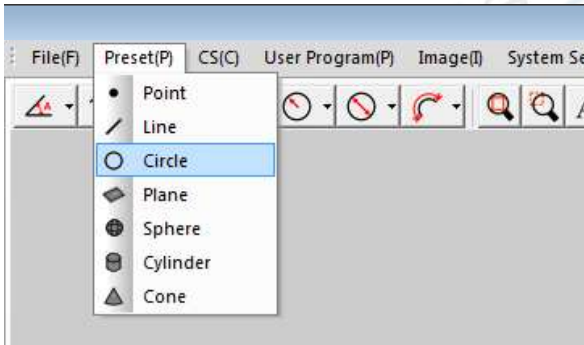 File(F) Preset(P) CS(C) User Program(P) Image(I) System Se
Point
Line
Circle
Plane
Sphere
Cylinder
Cone